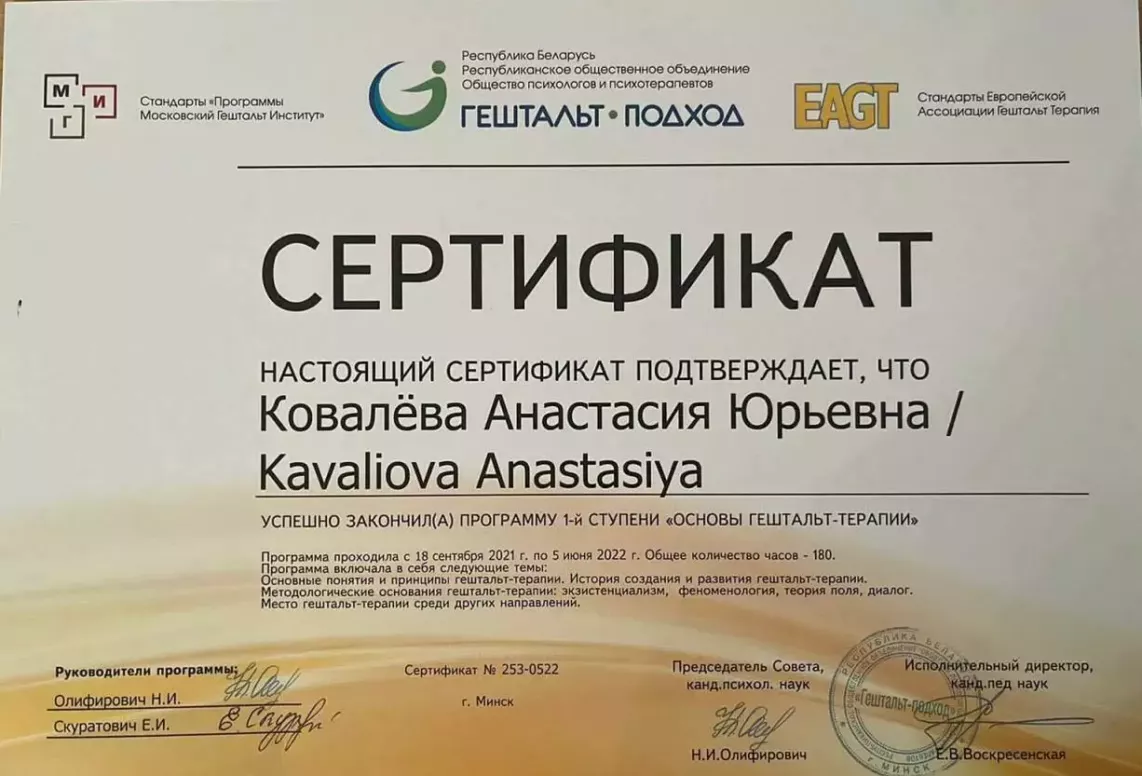 М
И
Г
Стандарты «Программы
Московский Гештальт Институт»
Республика Беларусь
Республиканское общественное объединение
Общество психологов и психотерапевтов
ГЕШТАЛЬТ • ПОДХОД
EAGT
Стандарты Европейской
Ассоциации Гештальт Терапия
СЕРТИФИКАТ
НАСТОЯЩИЙ СЕРТИФИКАТ ПОДТВЕРЖДАЕТ, ЧТО
Ковалёва Анастасия Юрьевна /
Kavaliova Anastasiya
УСПЕШНО ЗАКОНЧИЛ(А) ПРОГРАММУ 1-й СТУПЕНИ «ОСНОВЫ ГЕШТАЛЬТ-ТЕРАПИИ»
Программа проходила с 18 сентября 2021 г. по 5 июня 2022 г. Общее количество часов - 180.
Программа включала в себя следующие темы:
Основные понятия и принципы гештальт-терапии. История создания и развития гештальт-терапии.
Методологические основания гештальт-терапии: экзистенциализм, феноменология, теория поля, диалог.
Место гештальт-терапии среди других направлений.
Руководители программы:
Олифирович Н.И.
Скуратович Е.И.
Сертификат № 253-0522
г. Минск
Председатель Совета,
канд.психол. наук
Н.И.Олифирович
Исполнительный директор,
канд.пед наук
Е.В.Воскресенская
РЕСПУБЛИКА БЕЛА
"Гештальт-подход"
Г. МИНСК